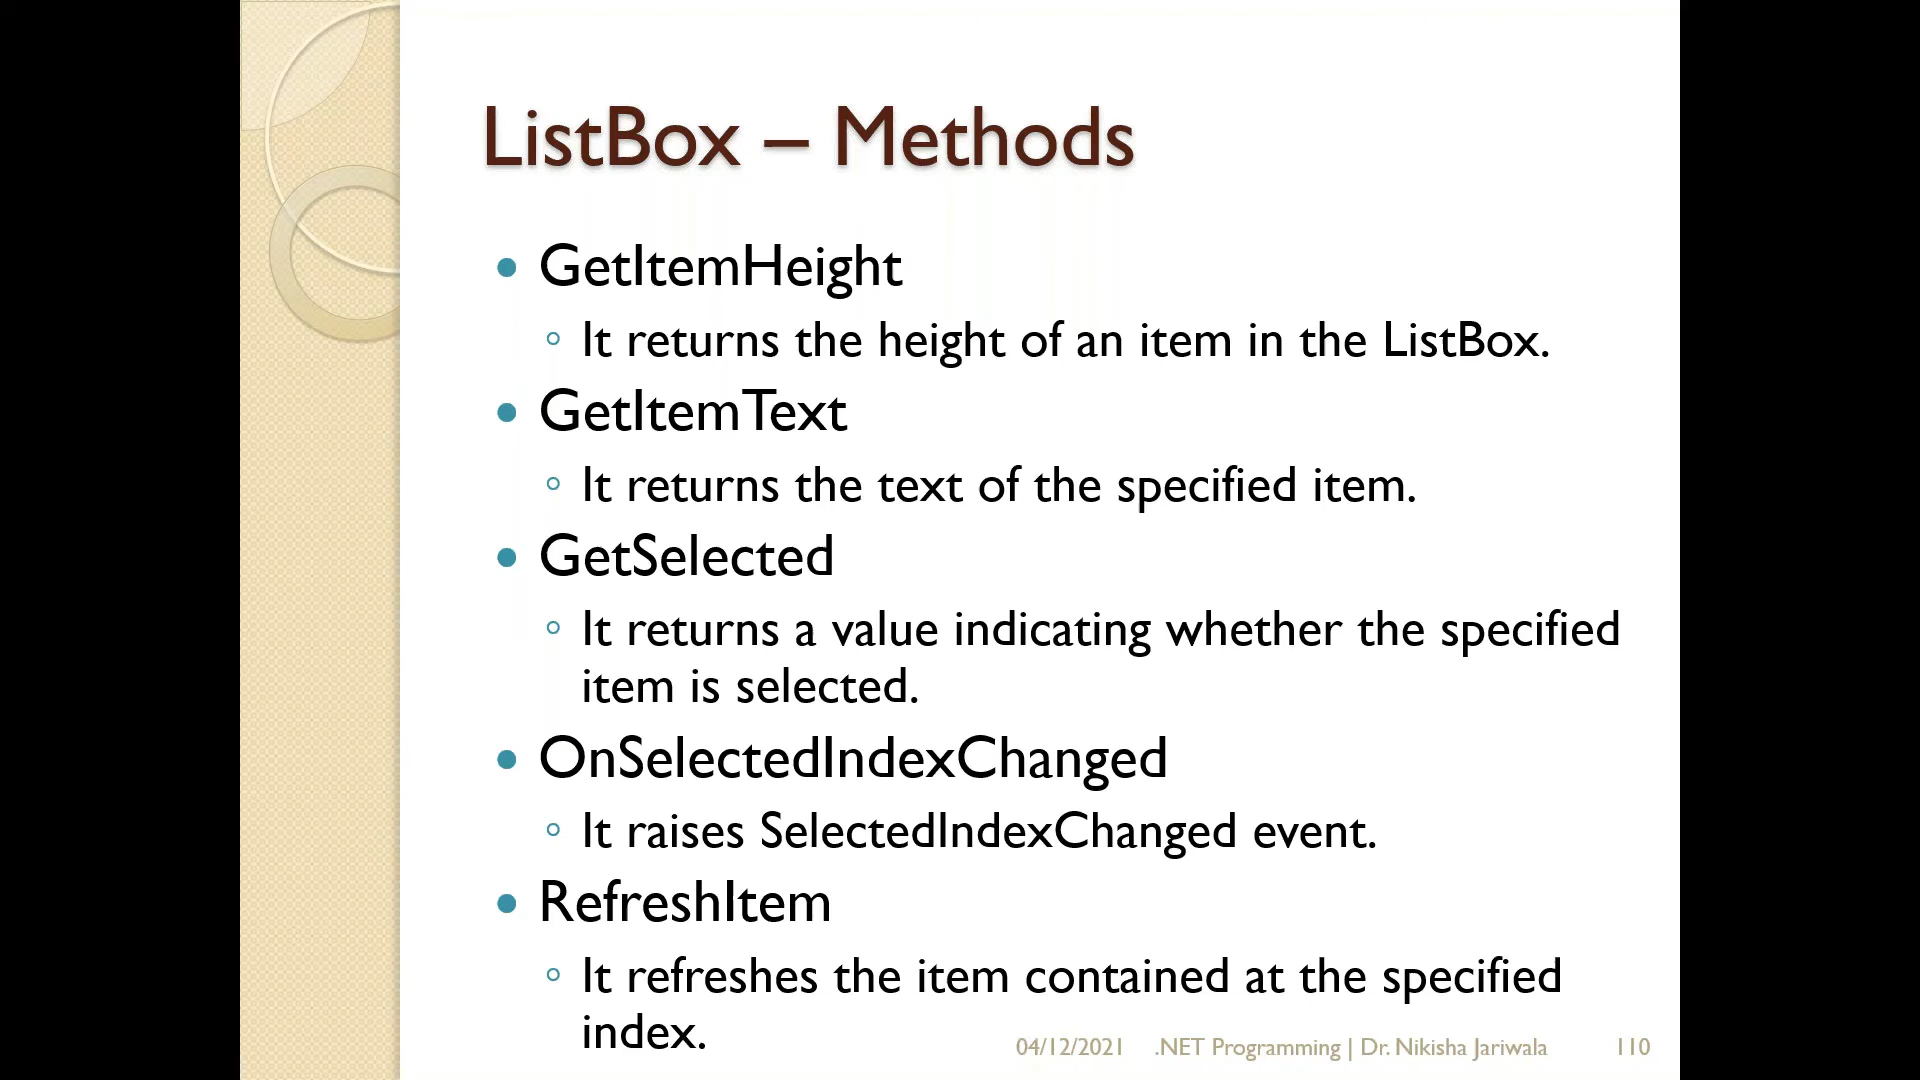 ListBox – Methods
• GetItemHeight
◦ It returns the height of an item in the ListBox.
• GetItemText
◦ It returns the text of the specified item.
• GetSelected
◦ It returns a value indicating whether the specified
item is selected.
• OnSelectedIndexChanged
◦ It raises SelectedIndexChanged event.
• RefreshItem
◦ It refreshes the item contained at the specified
index.
04/12/2021 .NET Programming | Dr. Nikisha Jariwala 110